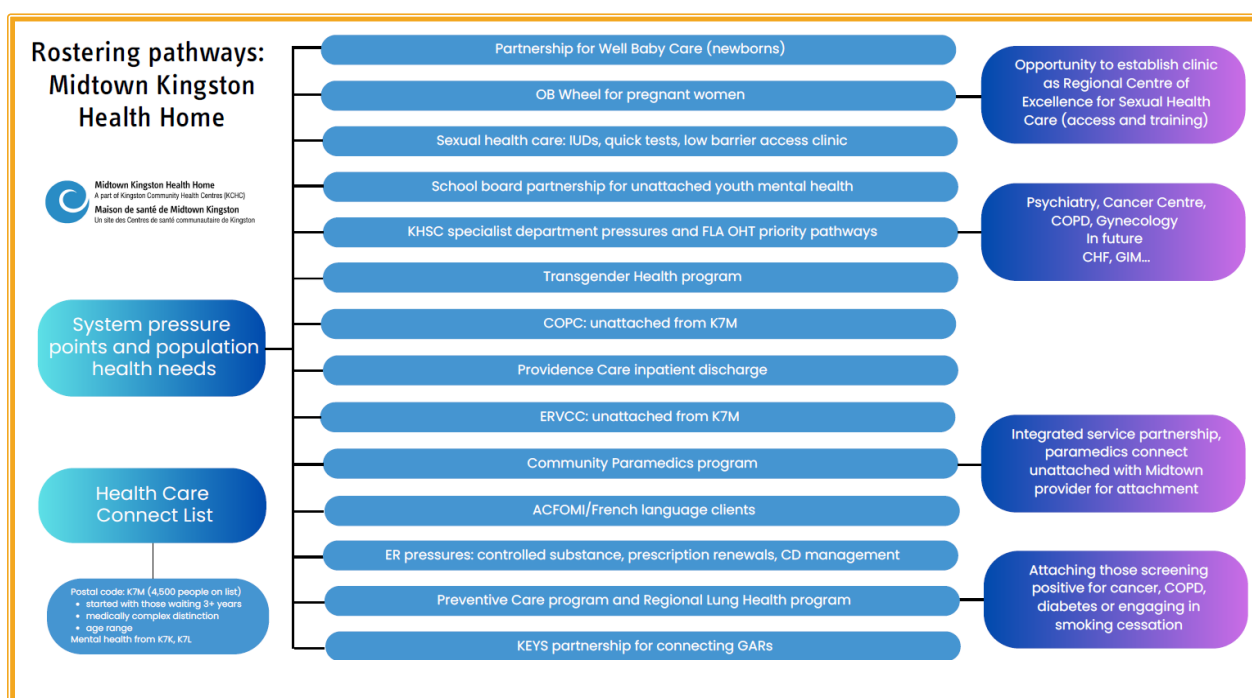 Rostering pathways:
Midtown Kingston
Health Home
Midtown Kingston Health Home
A part of Kingston Community Health Centres (KCHC)
Maison de santé de Midtown Kingston
Un site des Centres de santé communautaire de Kingston
System pressure
points and population
health needs
Health Care
Connect List
Postal code: K7M (4,500 people on list)
• started with those waiting 3+ years
• medically complex distinction
• age range
Mental health from K7K, K7L
Partnership for Well Baby Care (newborns)
OB Wheel for pregnant women
Sexual health care: IUDs, quick tests, low barrier access clinic
School board partnership for unattached youth mental health
KHSC specialist department pressures and FLA OHT priority pathways
Transgender Health program
COPC: unattached from K7M
Providence Care inpatient discharge
ERVCC: unattached from K7M
Community Paramedics program
ACFOMI/French language clients
ER pressures: controlled substance, prescription renewals, CD management
Preventive Care program and Regional Lung Health program
KEYS partnership for connecting GARs
Opportunity to establish clinic
as Regional Centre of
Excellence for Sexual Health
Care (access and training)
Psychiatry, Cancer Centre,
COPD, Gynecology
In future
CHF, GIM...
Integrated service partnership,
paramedics connect
unattached with Midtown
provider for attachment
Attaching those screening
positive for cancer, COPD,
diabetes or engaging in
smoking cessation